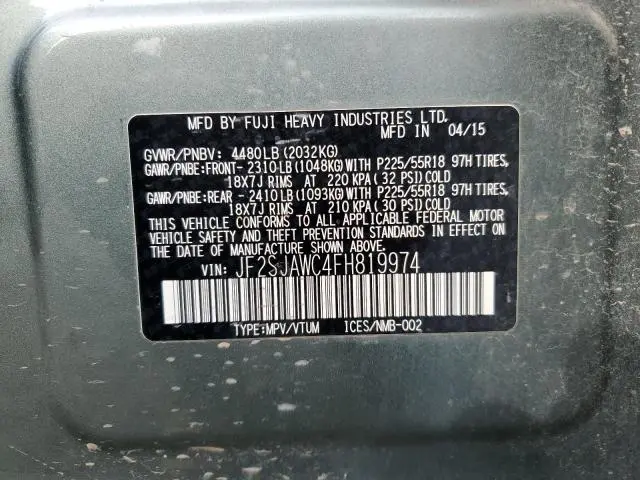 MFD BY FUJI HEAVY INDUSTRIES LTD.
MFD IN 04/15
GVWR/PNBV: 4480LB (2032KG)
GAWR/PNBE:FRONT- 2310LB (1048KG) WITH P225/55R18 97H TIRES,
18X7J RIMS AT 220 KPA (32 PSI) COLD
GAWR/PNBE:REAR - 2410LB (1093KG) WITH P225/55R18 97H TIRES,
18X7J RIMS AT 210 KPA (30 PSI) COLD
THIS VEHICLE CONFORMS TO ALL APPLICABLE FEDERAL MOTOR
VEHICLE SAFETY AND THEFT PREVENTION STANDARDS IN EFFECT
ON THE DATE OF MANUFACTURE SHOWN ABOVE.
VIN: JF2SJAWC4FH819974
TYPE:MPV/VTUM ICES/NMB-002